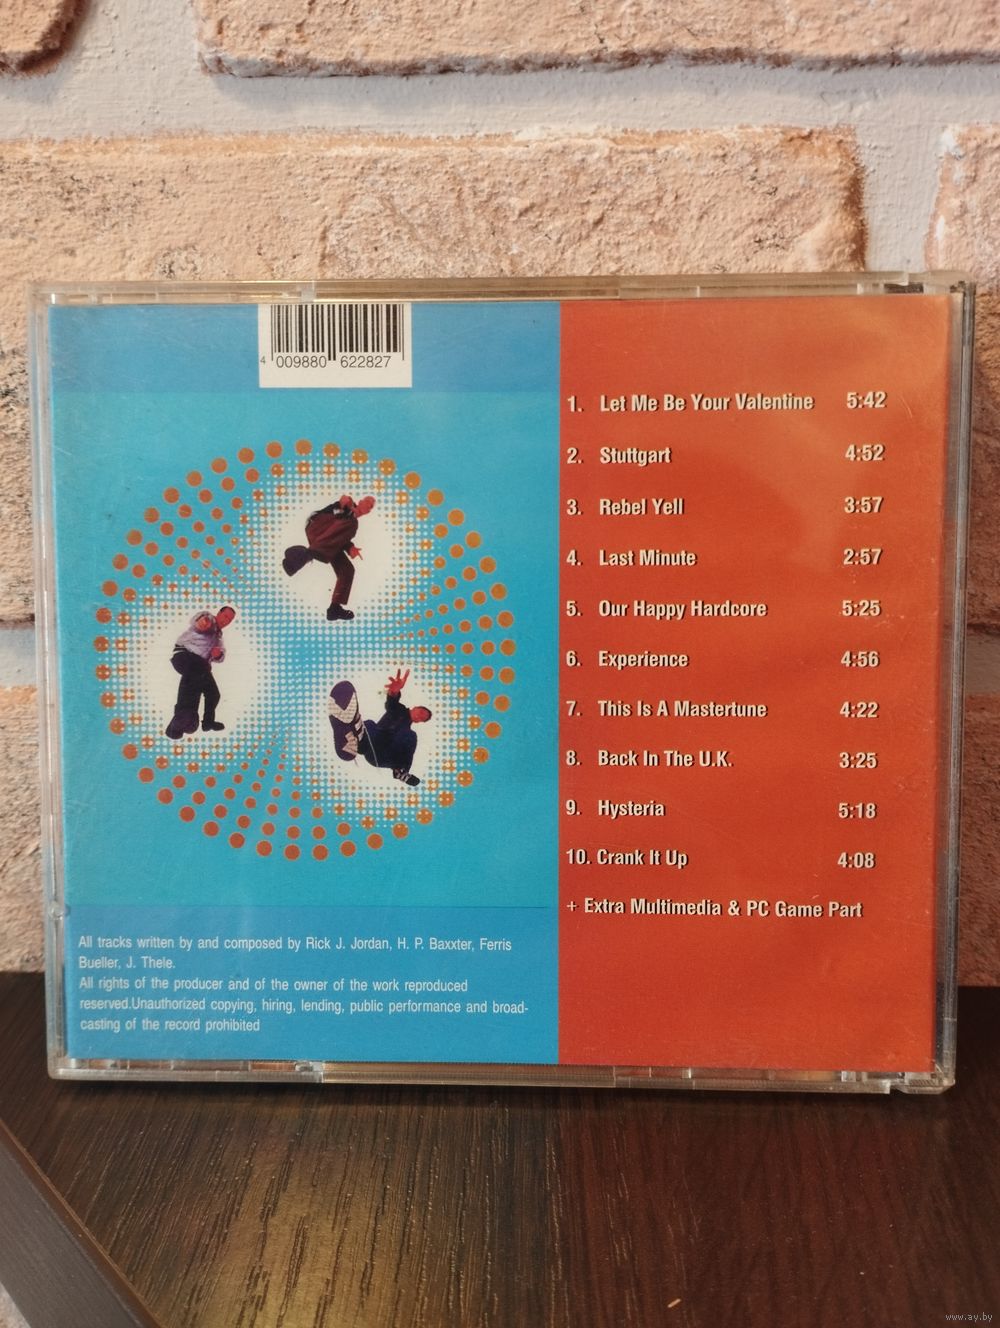 4 009880 622827
1. Let Me Be Your Valentine 5:42
2. Stuttgart 4:52
3. Rebel Yell 3:57
4. Last Minute 2:57
5. Our Happy Hardcore 5:25
6. Experience 4:56
7. This Is A Mastertune 4:22
8. Back In The U.K. 3:25
9. Hysteria 5:18
10. Crank It Up 4:08
+ Extra Multimedia & PC Game Part
All tracks written by and composed by Rick J. Jordan, H. P. Baxxter, Ferris
Bueller, J. Thele.
All rights of the producer and of the owner of the work reproduced
reserved.Unauthorized copying, hiring, lending, public performance and broad-
casting of the record prohibited
www.ay.by